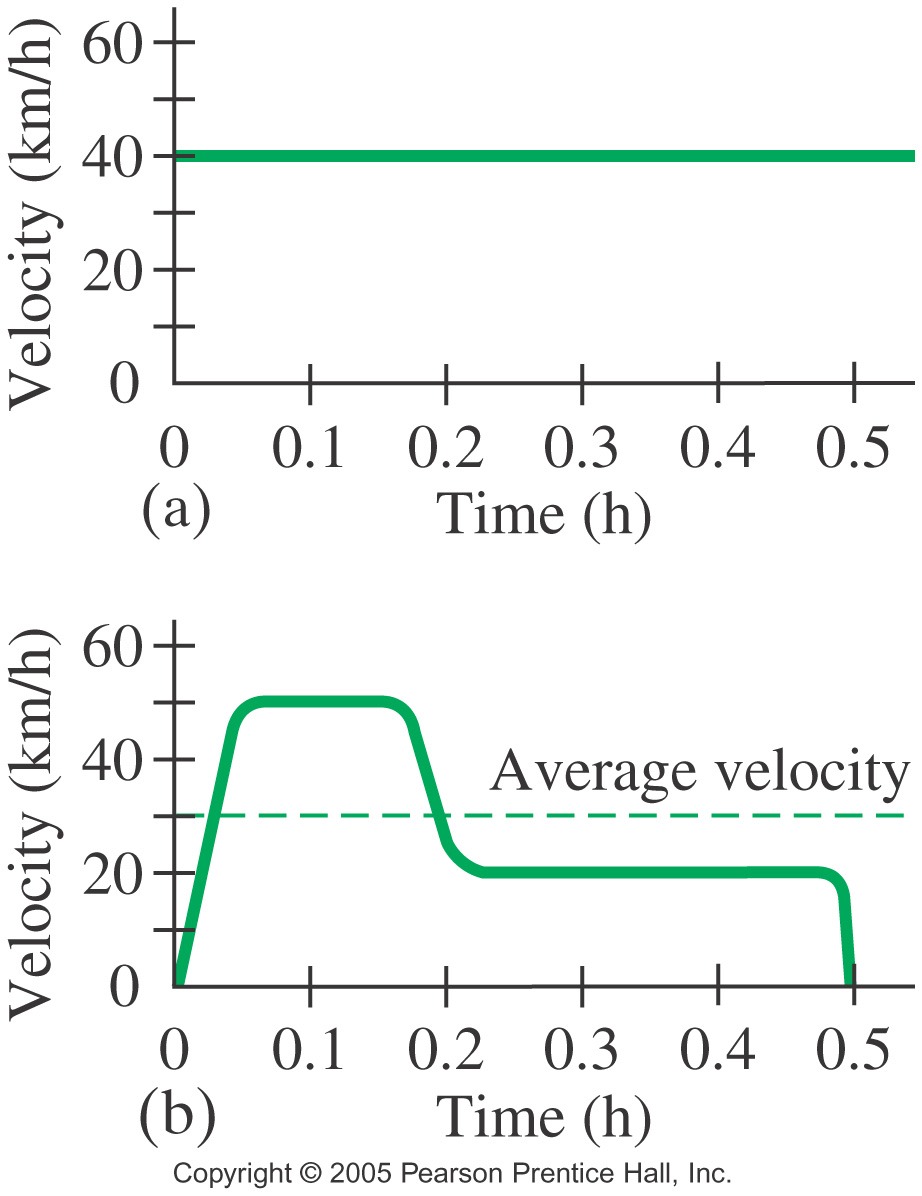 Velocity (km/h)
60
40
20
0
0 0.1 0.2 0.3 0.4 0.5
(a) Time (h)
Velocity (km/h)
60
40
Average velocity
20
0
0 0.1 0.2 0.3 0.4 0.5
(b) Time (h)
Copyright © 2005 Pearson Prentice Hall, Inc.